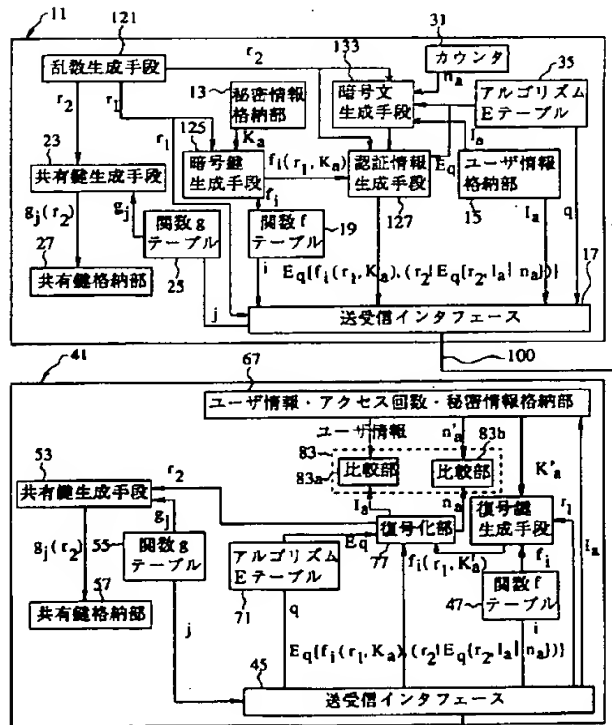 11
121
乱数生成手段
r2
31
カウンタ
133
na
35
13
秘密情報
格納部
暗号文
生成手段
アルゴリズム
Eテーブル
r2
r1
r1
23
125
Ka
Ia
Eq
共有鍵生成手段
暗号鍵
生成手段
fi(r1,Ka)
認証情報
生成手段
ユーザ情報
格納部
gj(r2)
gj
fi
127
15
Ia
q
27
関数g
テーブル
関数f
テーブル
19
共有鍵格納部
25
i
Eq{fi(r1,Ka),(r2|Eq{r2,Ia|na})}
17
j
送受信インタフェース
100
41
67
ユーザ情報・アクセス回数・秘密情報格納部
ユーザ情報
n'a
83
83b
53
83a
比較部
比較部
K'a
r2
共有鍵生成手段
Ia
na
復号鍵
生成手段
r1
Ia
gj
gj(r2)
55
関数g
テーブル
アルゴリズム
Eテーブル
Eq
復号化部
77
fi(r1,K'a)
fi
57
71
47
関数f
テーブル
共有鍵格納部
q
i
j
Eq{fi(r1,Ka),(r2|Eq{r2,Ia|na})}
45
送受信インタフェース